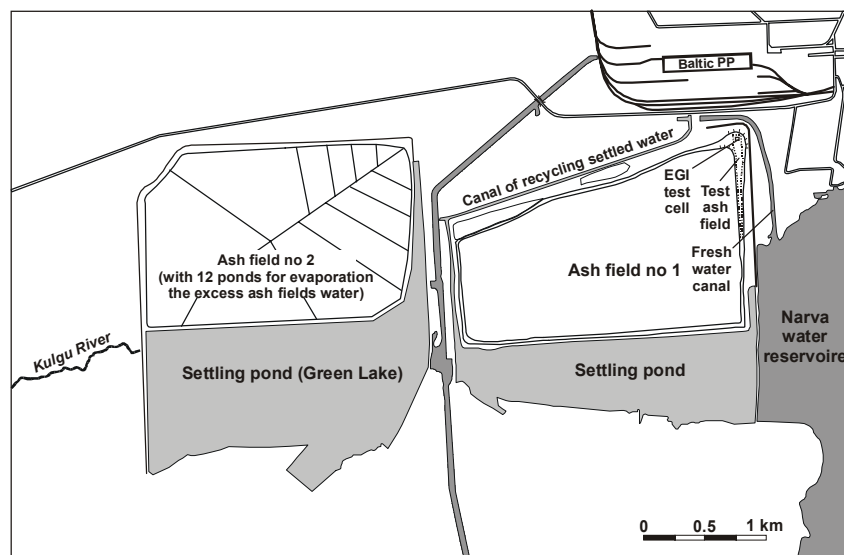 Baltic PP
Canal of recycling settled water
EGI
test
cell
Test
ash
field
Fresh
water
canal
Ash field no 2
(with 12 ponds for evaporation
the excess ash fields water)
Ash field no 1
Narva
water
reservoire
Kulgu River
Settling pond (Green Lake)
Settling pond
0 0.5 1 km